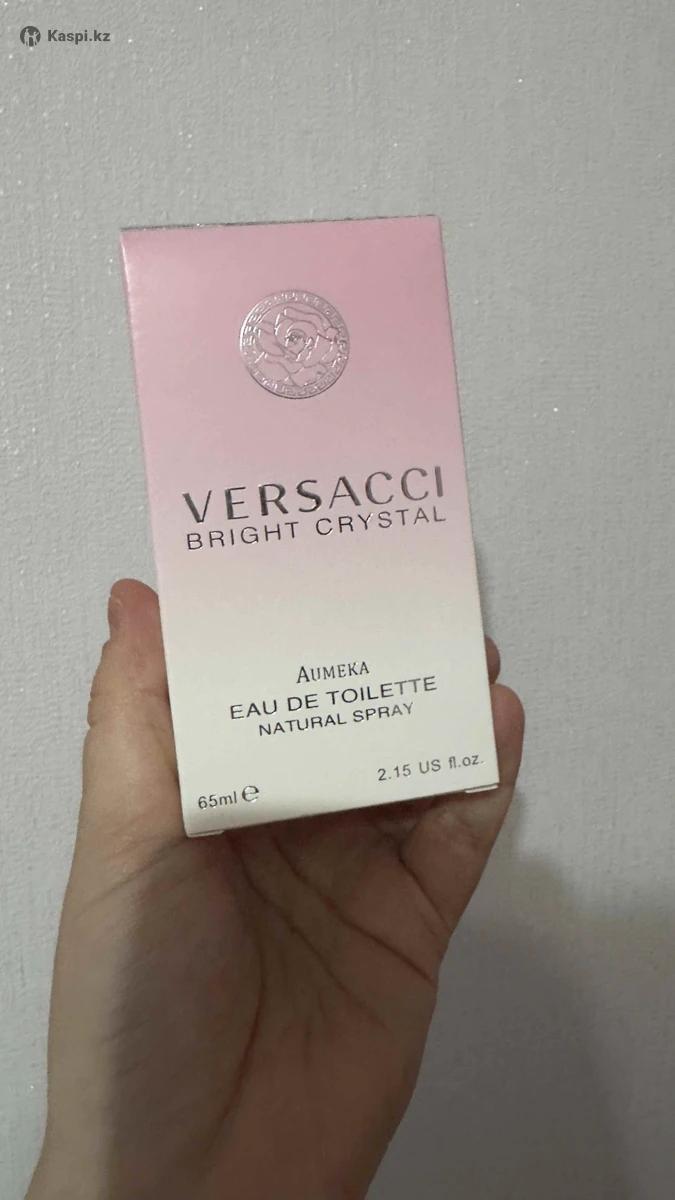 Kaspi.kz
VERSACCI
BRIGHT CRYSTAL
AUMEKA
EAU DE TOILETTE
NATURAL SPRAY
65ml e
2.15 US fl.oz.